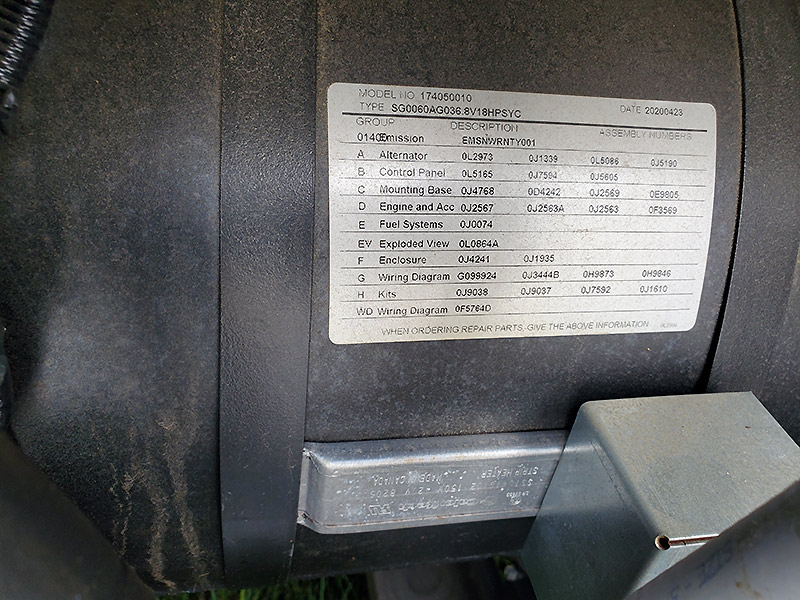 MODEL NO 174050010
TYPE SG0060AG036.8V18HPSYC DATE 20200423
GROUP DESCRIPTION ASSEMBLY NUMBERS
Emission EMSNWRNTY001
A Alternator 0L2973 0J1339 0L5086 0J5190
B Control Panel 0L5165 0J7594 0J5605
C Mounting Base 0J4768 0D4242 0J2569 0E9805
D Engine and Acc 0J2567 0J2563A 0J2563 0F3569
E Fuel Systems 0J0074
EV Exploded View 0L0864A
F Enclosure 0J4241 0J1935
G Wiring Diagram G099924 0J3444B 0H9873 0H9846
H Kits 0J9038 0J9037 0J7592 0J1610
WD Wiring Diagram 0F5764D
WHEN ORDERING REPAIR PARTS, GIVE THE ABOVE INFORMATION
STRIP HEATER MADE IN CANADA